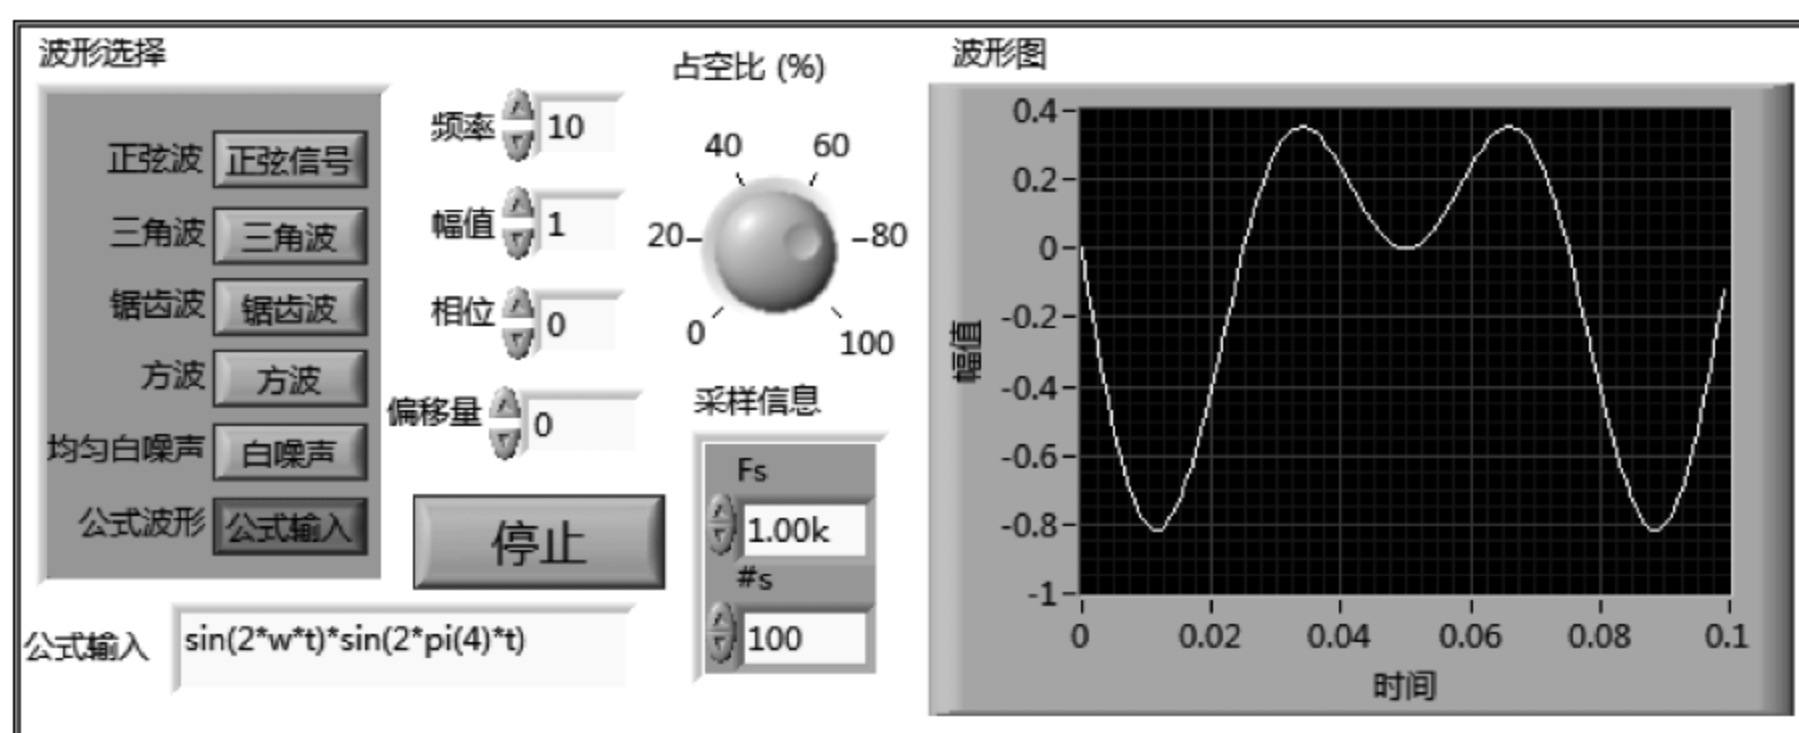 波形选择
正弦波 正弦信号
三角波 三角波
锯齿波 锯齿波
方波 方波
均匀白噪声 白噪声
公式波形 公式输入
频率 10
幅值 1
相位 0
偏移量 0
停止
公式输入 sin(2*w*t)*sin(2*pi(4)*t)
占空比 (%)
40 60
20 80
0 100
采样信息
Fs
1.00k
#s
100
波形图
幅值
0.4
0.2
0
-0.2
-0.4
-0.6
-0.8
-1
0 0.02 0.04 0.06 0.08 0.1
时间